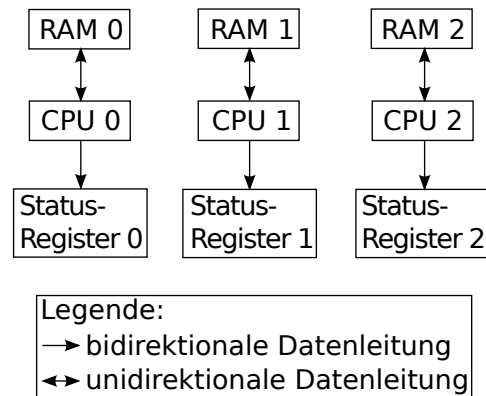 RAM 0
RAM 1
RAM 2
CPU 0
CPU 1
CPU 2
Status-
Register 0
Status-
Register 1
Status-
Register 2
Legende:
bidirektionale Datenleitung
unidirektionale Datenleitung